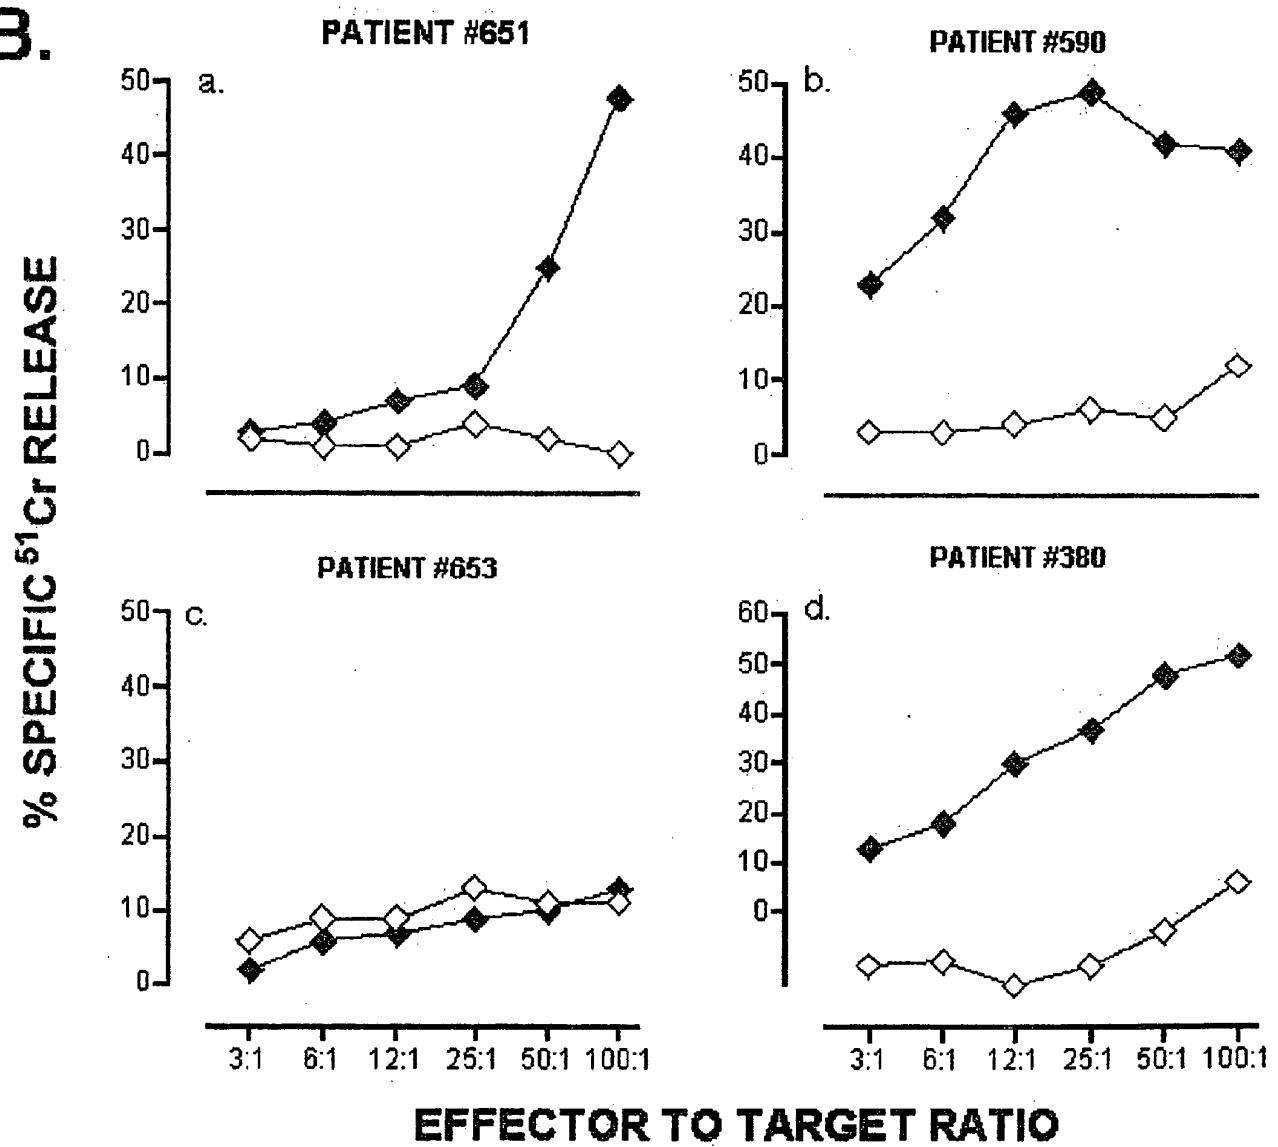 B.
PATIENT #651
a.
50
40
30
20
10
0
PATIENT #590
b.
50
40
30
20
10
0
% SPECIFIC ⁵¹Cr RELEASE
PATIENT #653
c.
50
40
30
20
10
0
3:1 6:1 12:1 25:1 50:1 100:1
PATIENT #380
d.
60
50
40
30
20
10
0
3:1 6:1 12:1 25:1 50:1 100:1
EFFECTOR TO TARGET RATIO